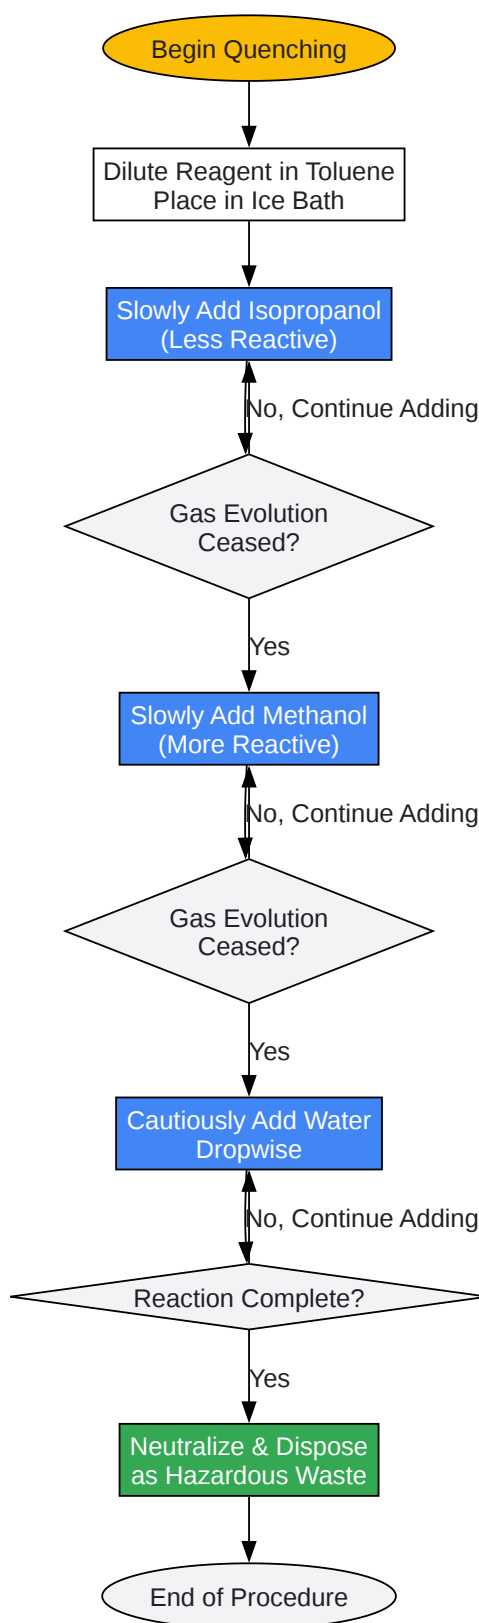 Begin Quenching
Dilute Reagent in Toluene
Place in Ice Bath
Slowly Add Isopropanol
(Less Reactive)
No, Continue Adding
Gas Evolution
Ceased?
Yes
Slowly Add Methanol
(More Reactive)
No, Continue Adding
Gas Evolution
Ceased?
Yes
Cautiously Add Water
Dropwise
No, Continue Adding
Reaction Complete?
Yes
Neutralize & Dispose
as Hazardous Waste
End of Procedure